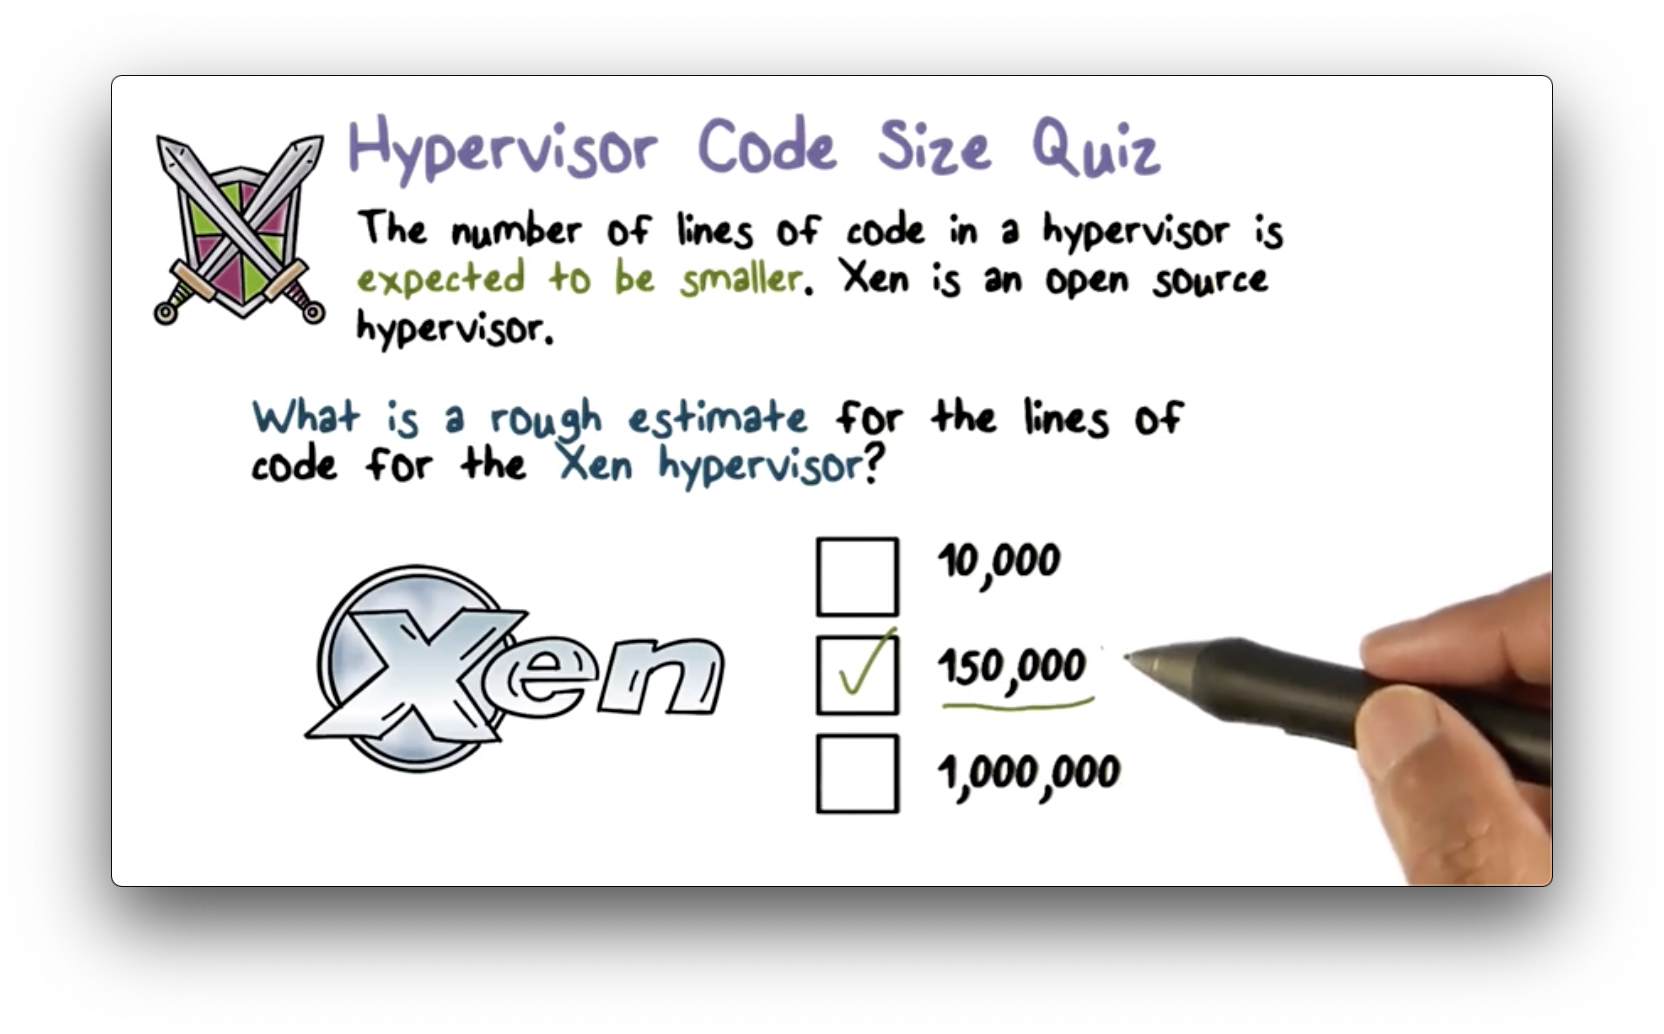 Hypervisor Code Size Quiz
The number of lines of code in a hypervisor is
expected to be smaller. Xen is an open source
hypervisor.
What is a rough estimate for the lines of
code for the Xen hypervisor?
Xen
10,000
150,000
1,000,000